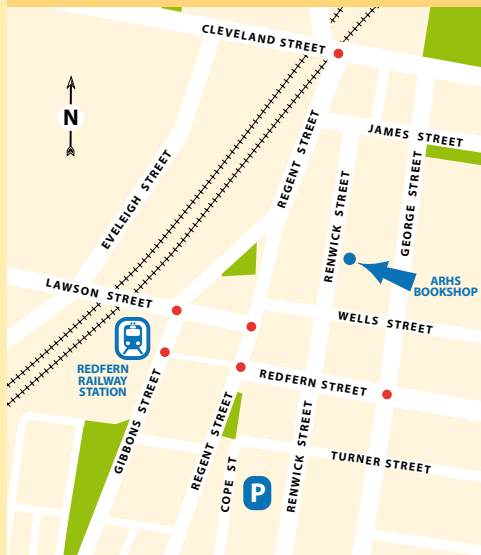 CLEVELAND STREET
N
JAMES STREET
REGENT STREET
EVELEIGH STREET
RENWICK STREET
GEORGE STREET
ARHS
BOOKSHOP
LAWSON STREET
WELLS STREET
REDFERN
RAILWAY
STATION
REDFERN STREET
GIBBONS STREET
REGENT STREET
RENWICK STREET
TURNER STREET
COPE ST
P